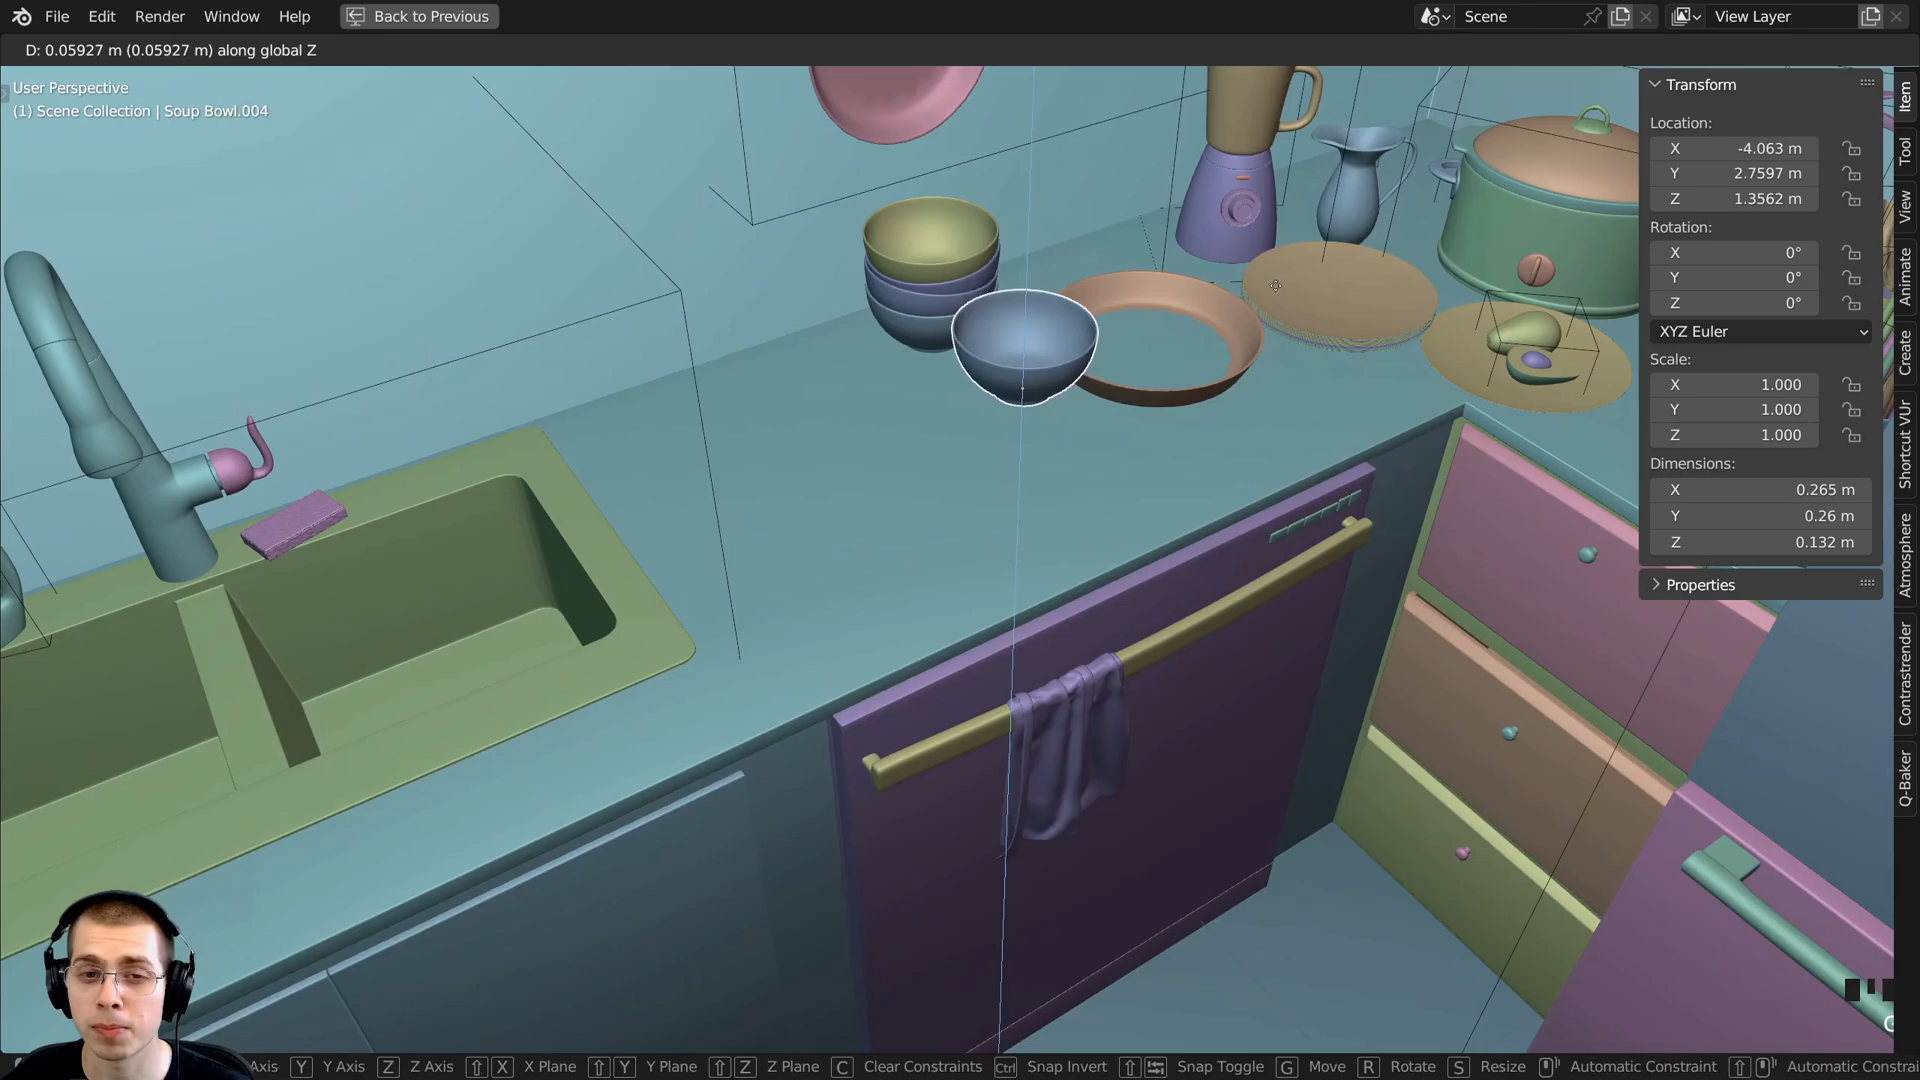 File Edit Render Window Help Back to Previous Scene View Layer
D: 0.05927 m (0.05927 m) along global Z
User Perspective
(1) Scene Collection | Soup Bowl.004
Transform
Location:
X -4.063 m
Y 2.7597 m
Z 1.3562 m
Rotation:
X 0°
Y 0°
Z 0°
XYZ Euler
Scale:
X 1.000
Y 1.000
Z 1.000
Dimensions:
X 0.265 m
Y 0.26 m
Z 0.132 m
Properties
Item
Tool
View
Animate
Create
Shortcut VUr
Atmosphere
Contrastrender
Q-Baker
G
Axis Y Y Axis Z Z Axis X X Plane Y Y Plane Z Z Plane C Clear Constraints Ctrl Snap Invert Snap Toggle G Move R Rotate S Resize Automatic Constraint Automatic Constrai